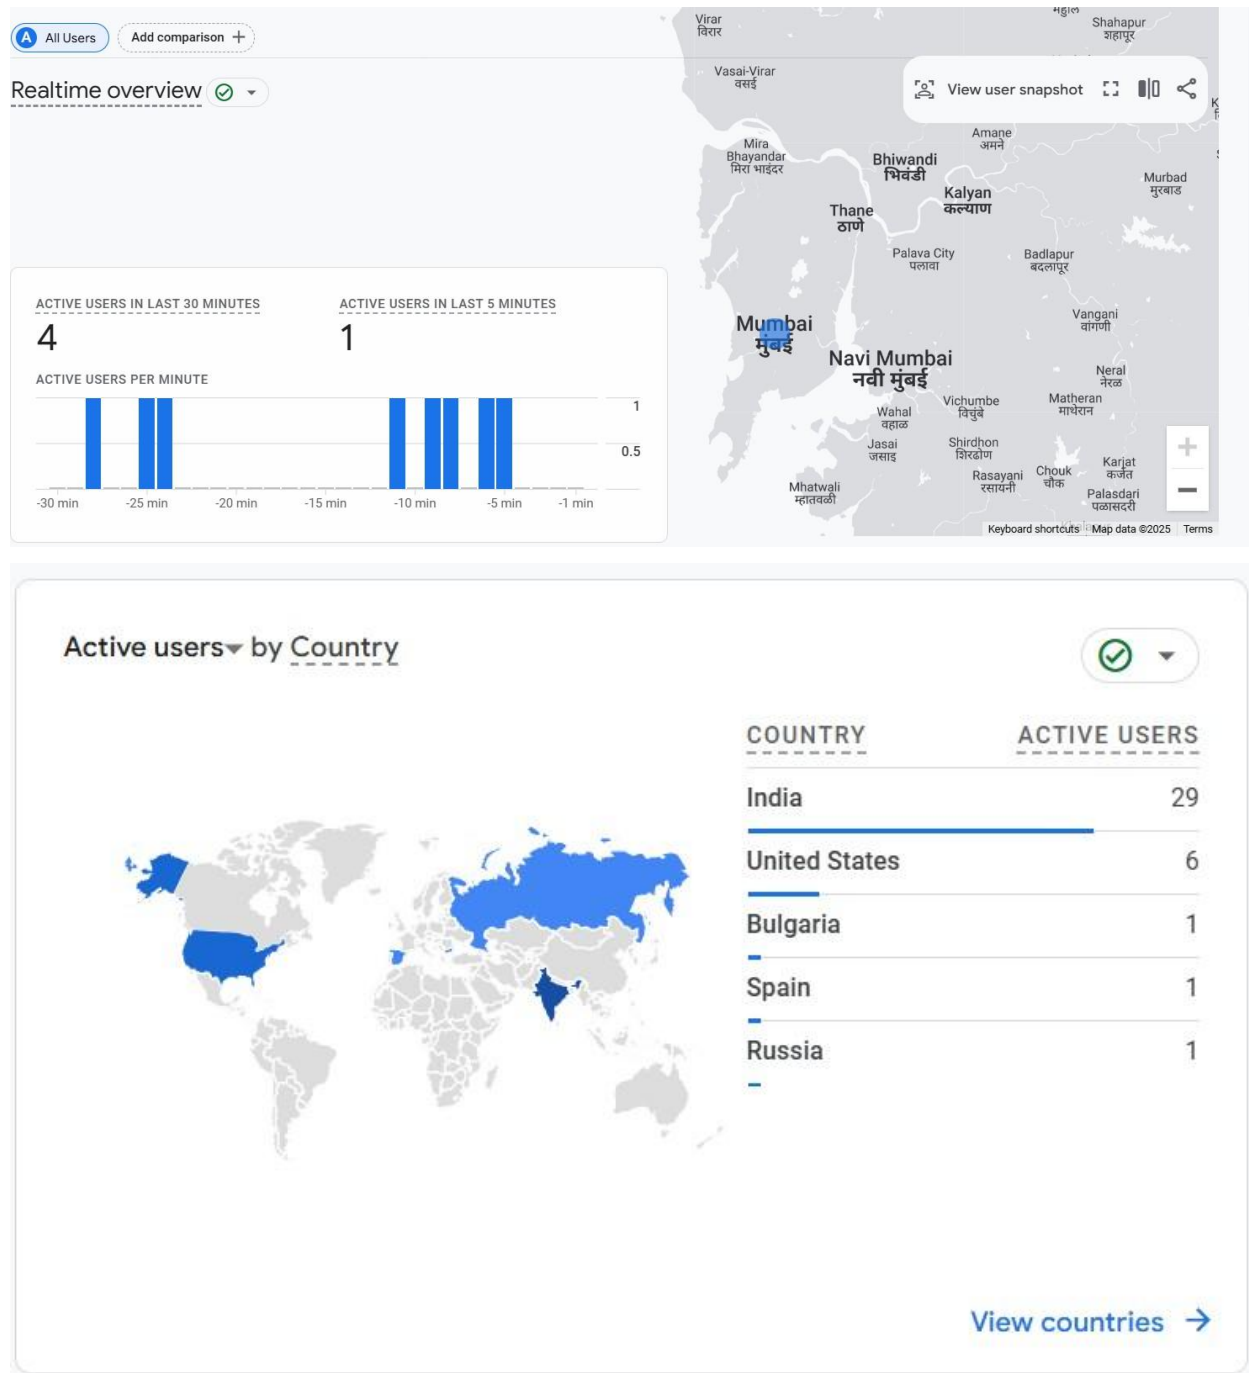 A All Users Add comparison +
Realtime overview
View user snapshot
ACTIVE USERS IN LAST 30 MINUTES
4
ACTIVE USERS IN LAST 5 MINUTES
1
ACTIVE USERS PER MINUTE
1
0.5
-30 min -25 min -20 min -15 min -10 min -5 min -1 min
Virar
विरार
Shahapur
शहापूर
Vasai-Virar
वसई
Amane
अमने
Mira
Bhayandar
मिरा भाईंदर
Bhiwandi
भिवंडी
Murbad
मुरबाड
Kalyan
कल्याण
Thane
ठाणे
Palava City
पलावा
Badlapur
बदलापूर
Mumbai
मुंबई
Vangani
वांगणी
Navi Mumbai
नवी मुंबई
Neral
नेरळ
Matheran
माथेरान
Vichumbe
विचुंबे
Wahal
वहाळ
Jasai
जसाइ
Shirdhon
शिरढोण
Rasayani
रसायनी
Chouk
चौक
Karjat
कर्जत
Mhatwali
म्हातवळी
Palasdari
पळासदरी
Keyboard shortcuts Map data ©2025 Terms
Active users by Country
COUNTRY ACTIVE USERS
India 29
United States 6
Bulgaria 1
Spain 1
Russia 1
View countries →